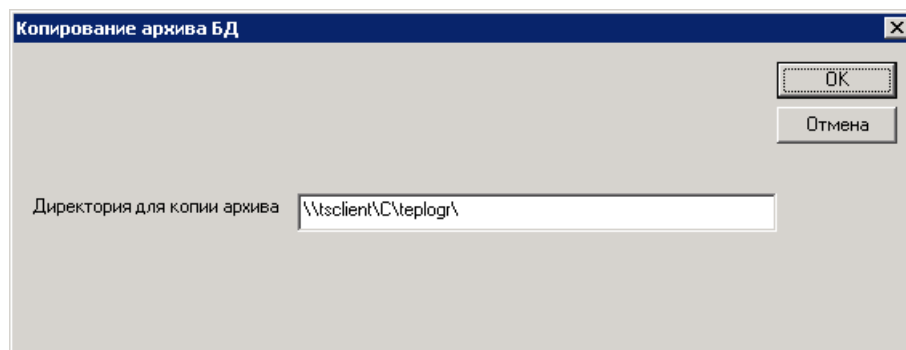 Копирование архива БД
OK
Отмена
Директория для копии архива
\\tsclient\C\teplogr\